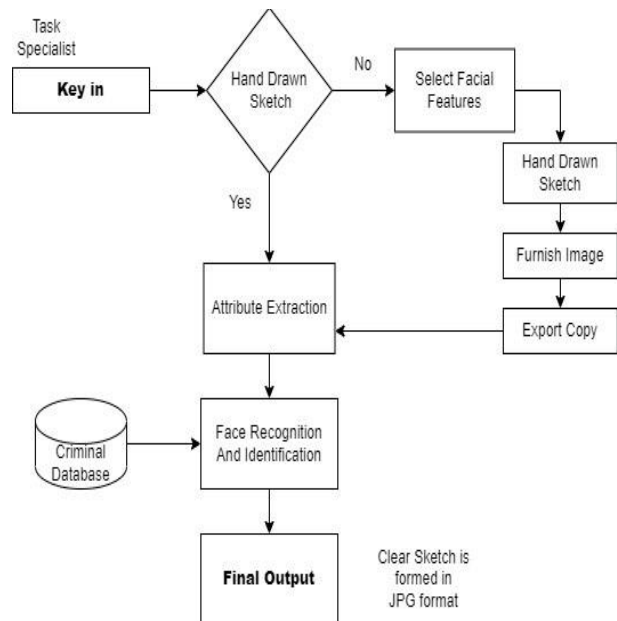 Task
Specialist
Key in
Hand Drawn
Sketch
No
Select Facial
Features
Hand Drawn
Sketch
Yes
Furnish Image
Attribute Extraction
Export Copy
Face Recognition
And Identification
Criminal
Database
Final Output
Clear Sketch is
formed in
JPG format